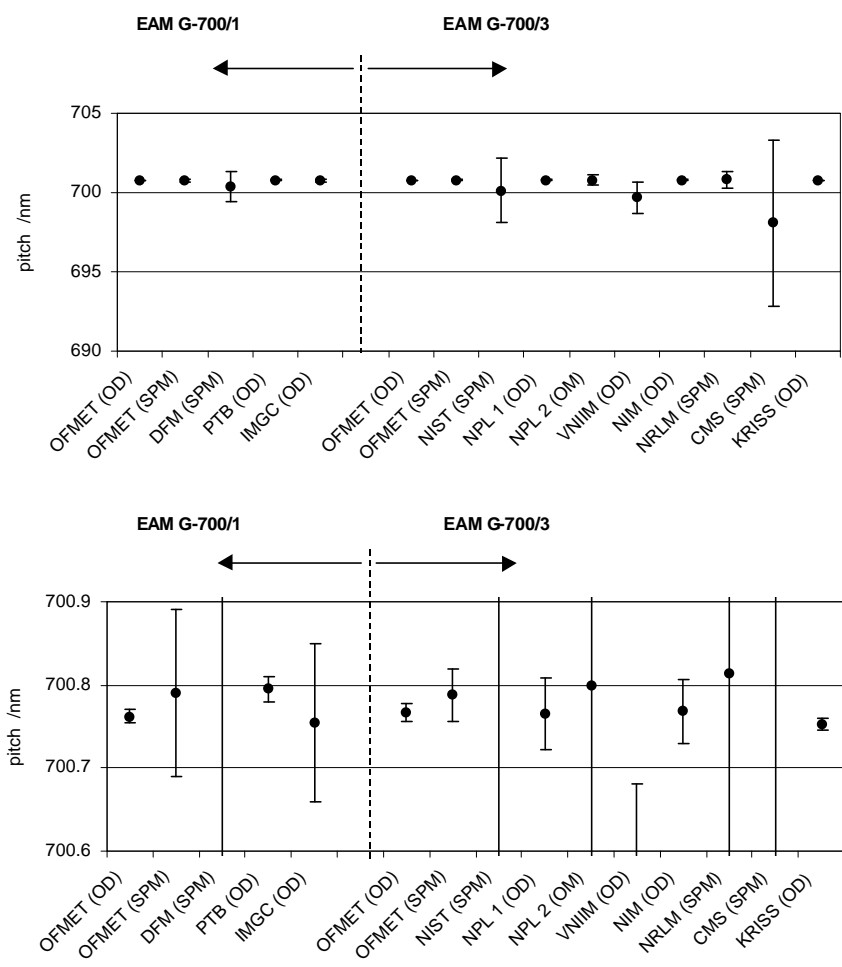 EAM G-700/1 EAM G-700/3
705
700
695
690
pitch /nm
OFMET (OD)
OFMET (SPM)
DFM (SPM)
PTB (OD)
IMGC (OD)
OFMET (OD)
OFMET (SPM)
NIST (SPM)
NPL 1 (OD)
NPL 2 (OM)
VNIIM (OD)
NIM (OD)
NRLM (SPM)
CMS (SPM)
KRISS (OD)
EAM G-700/1 EAM G-700/3
700.9
700.8
700.7
700.6
pitch /nm
OFMET (OD)
OFMET (SPM)
DFM (SPM)
PTB (OD)
IMGC (OD)
OFMET (OD)
OFMET (SPM)
NIST (SPM)
NPL 1 (OD)
NPL 2 (OM)
VNIIM (OD)
NIM (OD)
NRLM (SPM)
CMS (SPM)
KRISS (OD)